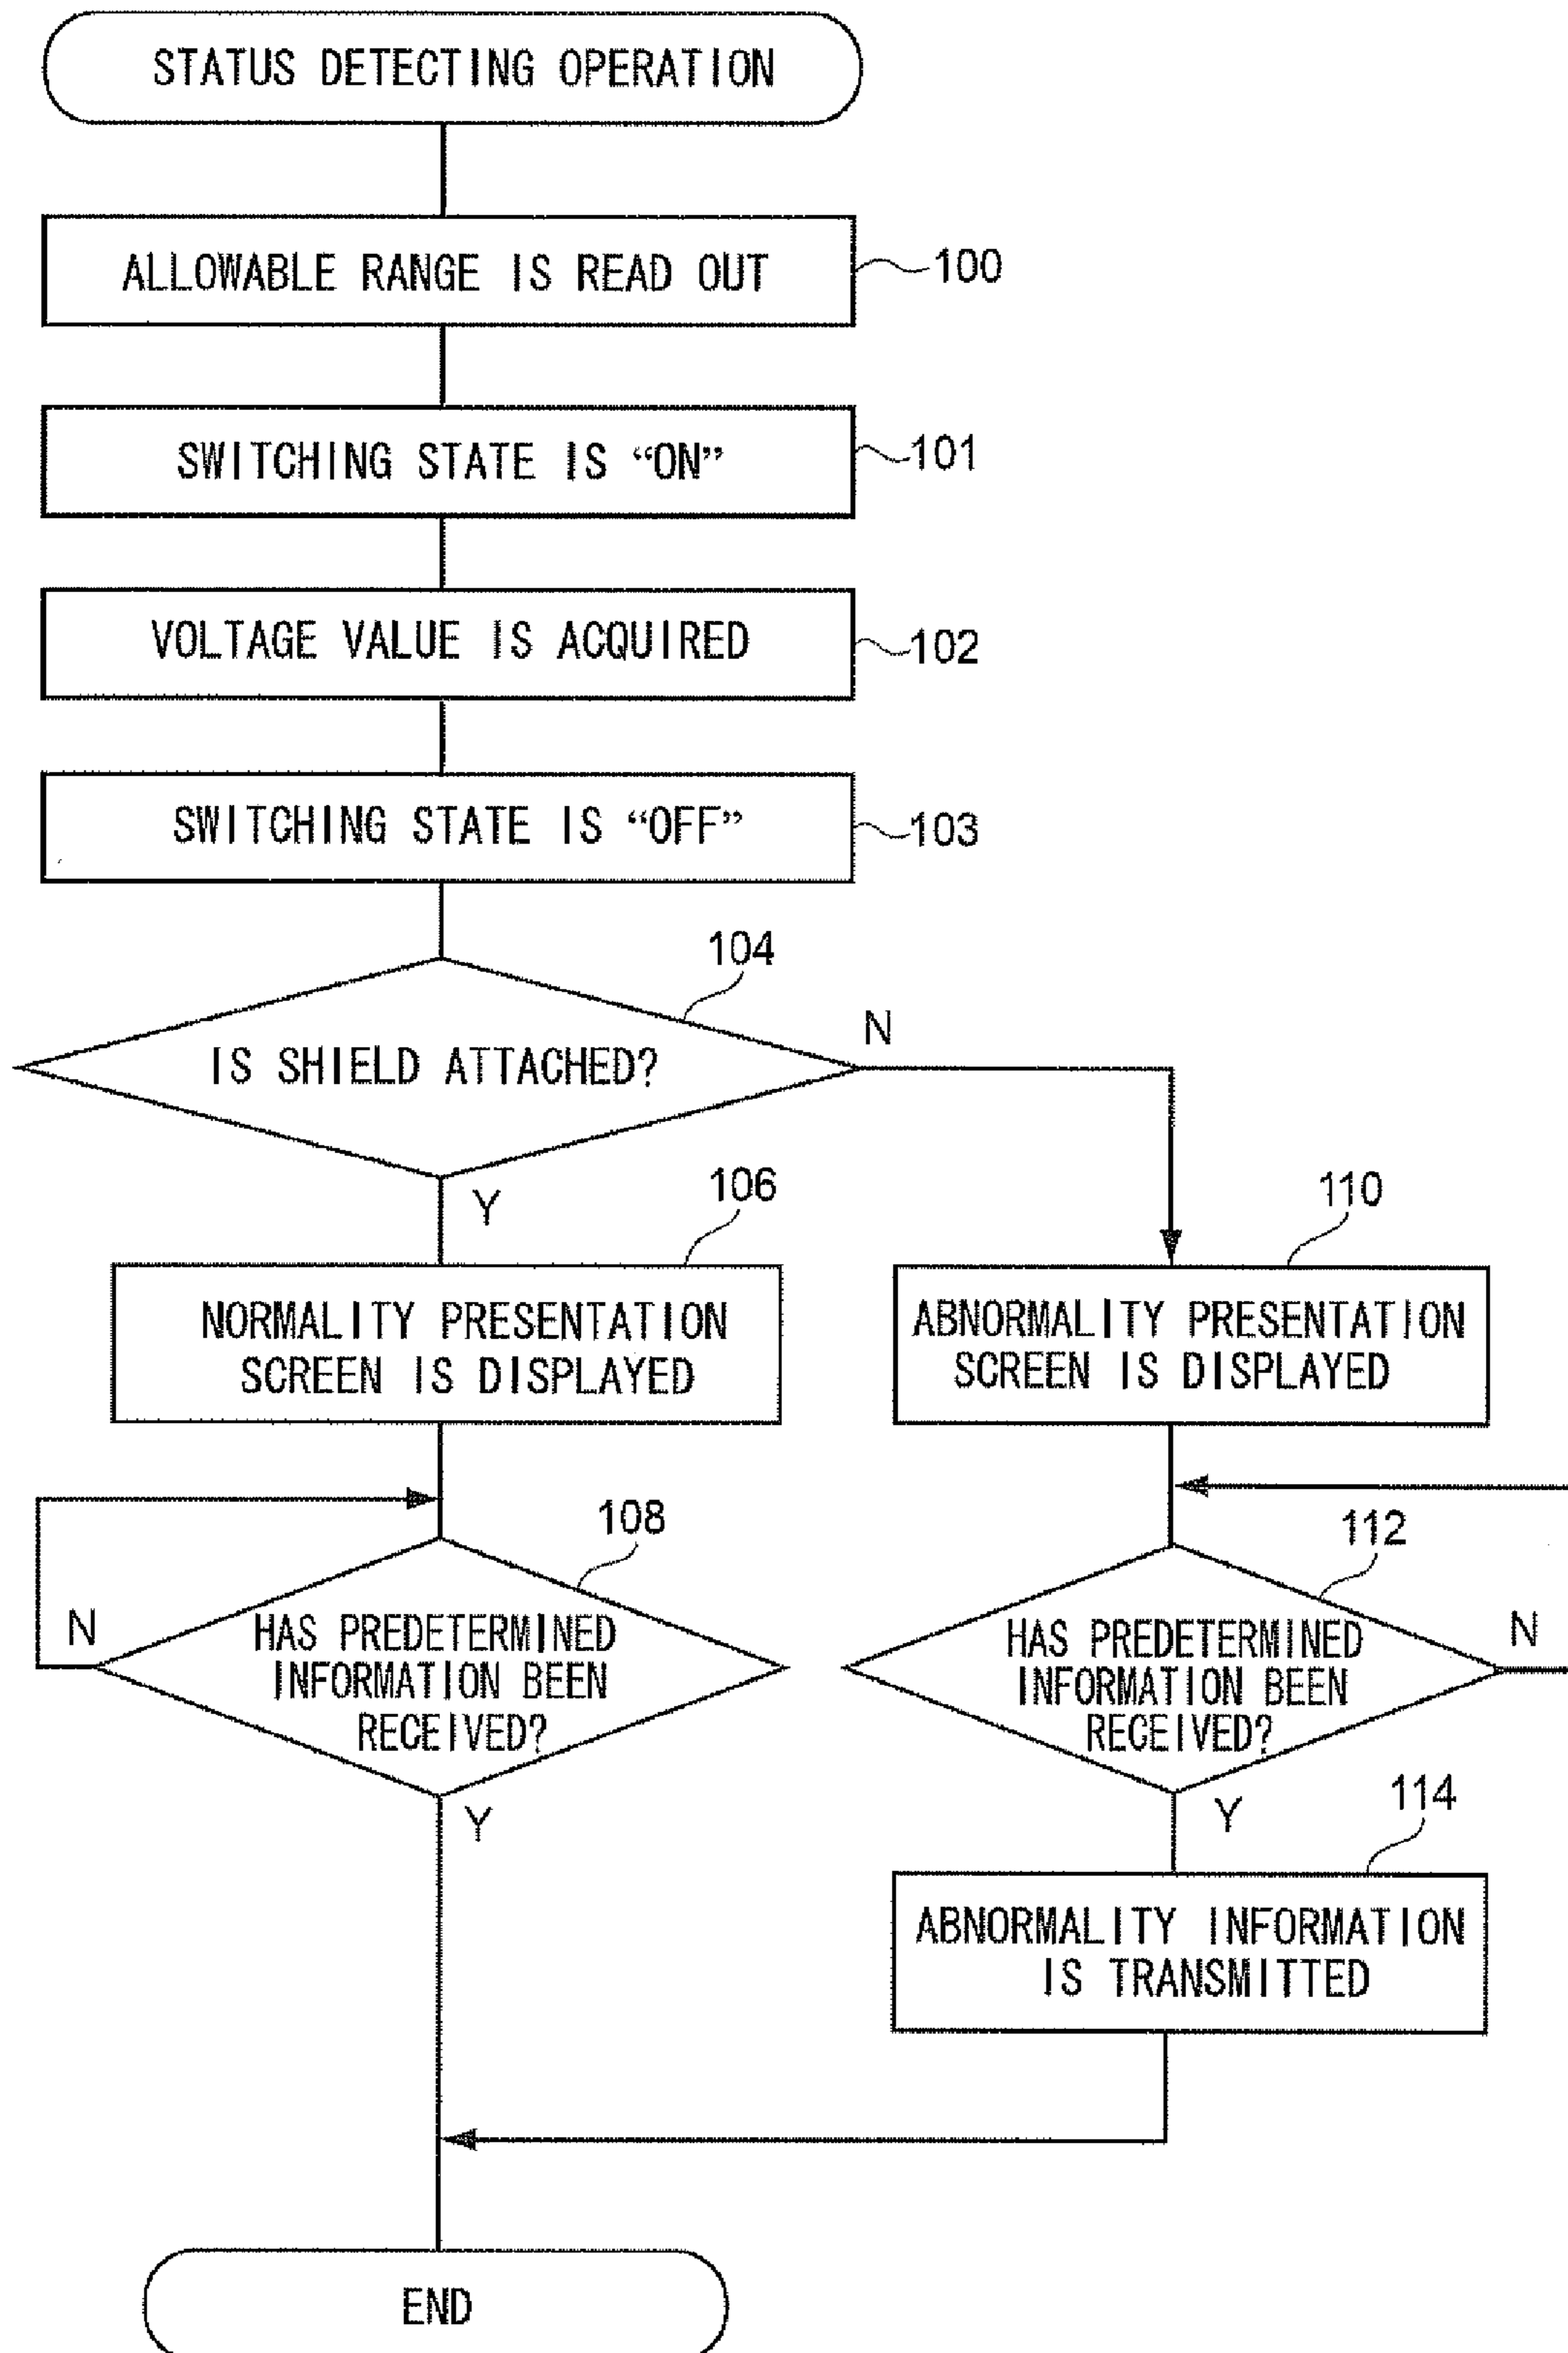 STATUS DETECTING OPERATION
ALLOWABLE RANGE IS READ OUT
100
SWITCHING STATE IS “ON”
101
VOLTAGE VALUE IS ACQUIRED
102
SWITCHING STATE IS “OFF”
103
104
IS SHIELD ATTACHED?
N
Y
106
NORMALITY PRESENTATION
SCREEN IS DISPLAYED
110
ABNORMALITY PRESENTATION
SCREEN IS DISPLAYED
108
N
HAS PREDETERMINED
INFORMATION BEEN
RECEIVED?
Y
112
HAS PREDETERMINED
INFORMATION BEEN
RECEIVED?
N
Y
114
ABNORMALITY INFORMATION
IS TRANSMITTED
END